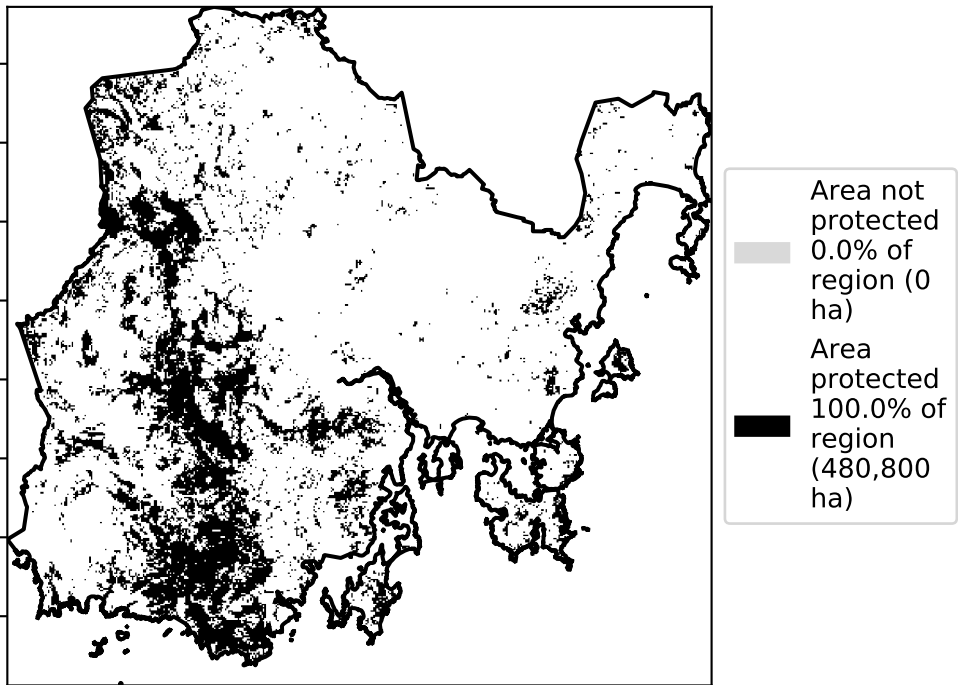 Area not
protected
0.0% of
region (0
ha)
Area
protected
100.0% of
region
(480,800
ha)